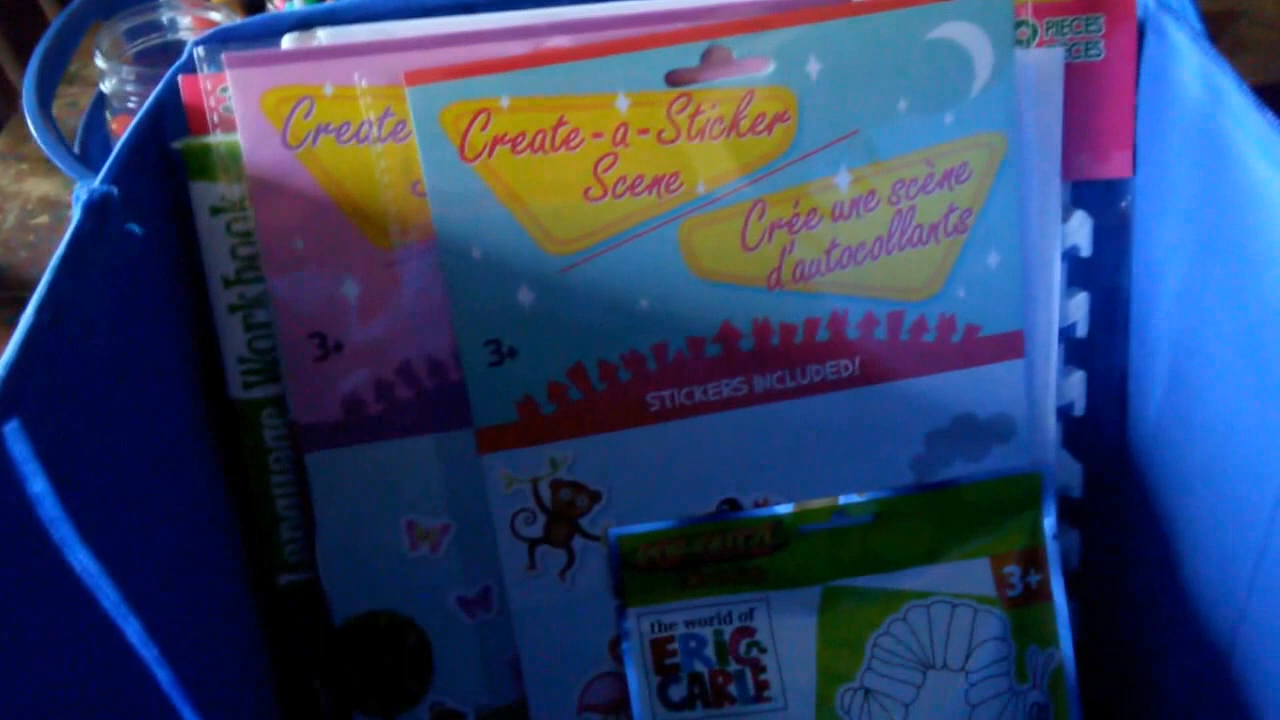 Create-a-Sticker
Scene
Crée une scène
d'autocollants
3+
STICKERS INCLUDED!
Create
3+
Workbook
Language
PIECES
3+
the world of
ERIC
CARLE